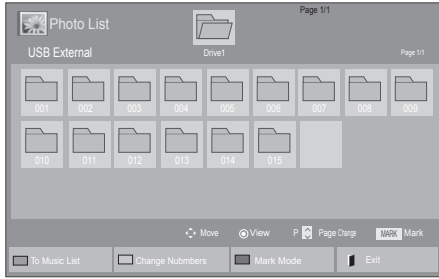 Page 1/1
Photo List
USB External
Drive1
Page 1/1
001 002 003 004 005 006 007 008 009
010 011 012 013 014 015
Move View P Page Change MARK Mark
To Music List Change Nubmbers Mark Mode Exit